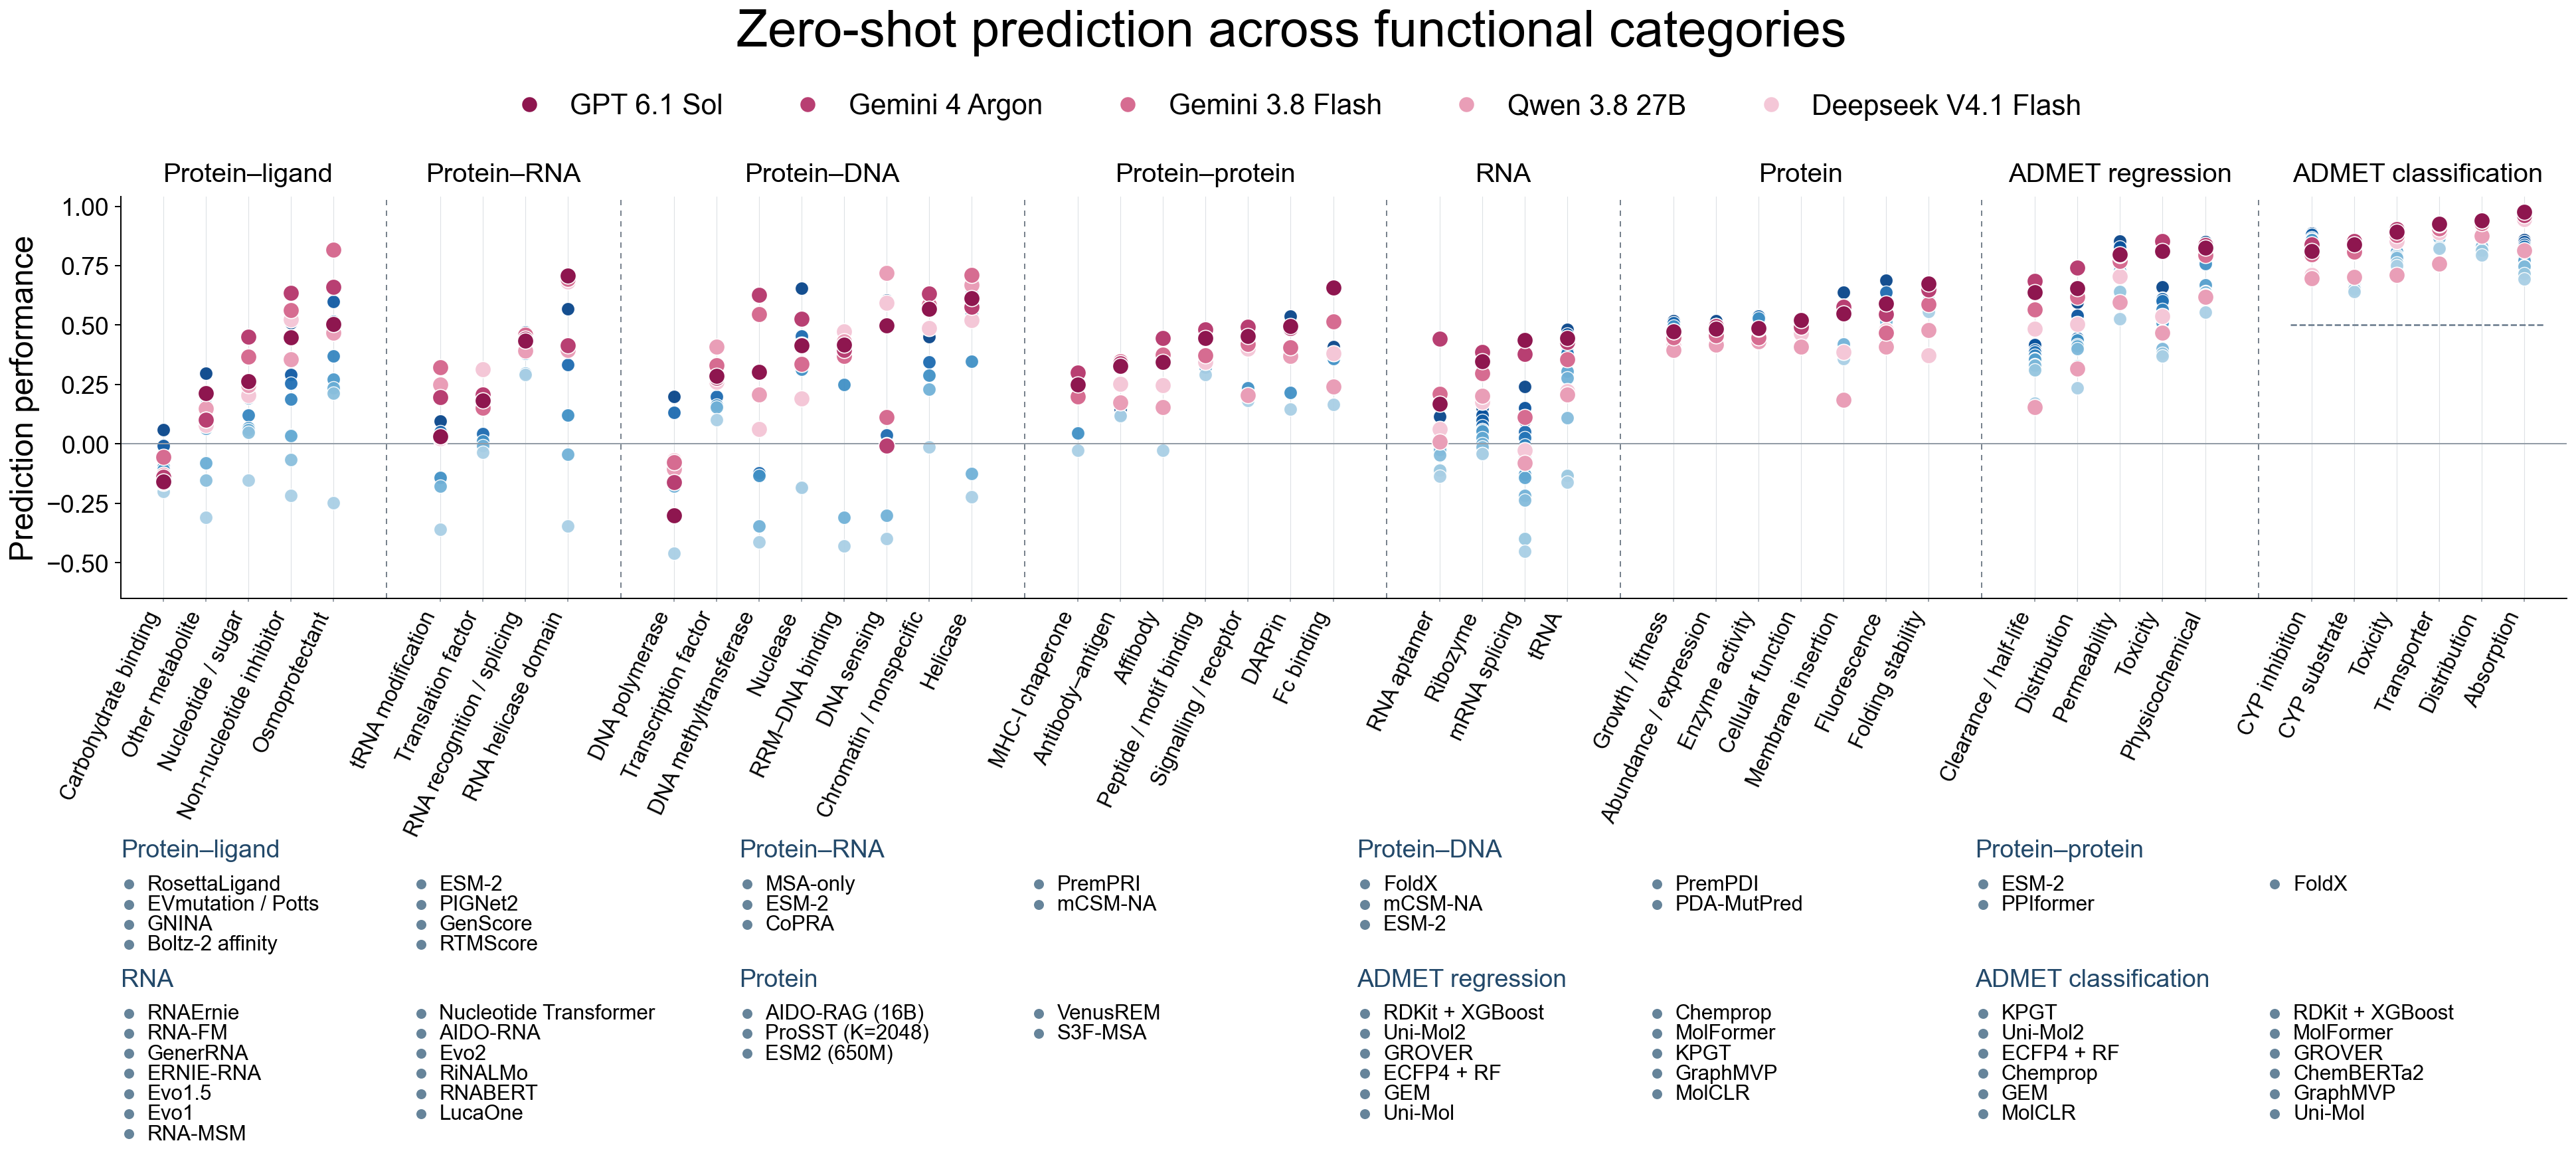 Zero-shot prediction across functional categories
GPT 6.1 Sol
Gemini 4 Argon
Gemini 3.8 Flash
Qwen 3.8 27B
Deepseek V4.1 Flash
Protein–ligand
Protein–RNA
Protein–DNA
Protein–protein
RNA
Protein
ADMET regression
ADMET classification
Prediction performance
1.00
0.75
0.50
0.25
0.00
−0.25
−0.50
Carbohydrate binding
Other metabolite
Nucleotide / sugar
Non-nucleotide inhibitor
Osmoprotectant
tRNA modification
Translation factor
RNA recognition / splicing
RNA helicase domain
DNA polymerase
Transcription factor
DNA methyltransferase
Nuclease
RRM–DNA binding
DNA sensing
Chromatin / nonspecific
Helicase
MHC-I chaperone
Antibody–antigen
Affibody
Peptide / motif binding
Signalling / receptor
DARPin
Fc binding
RNA aptamer
Ribozyme
mRNA splicing
tRNA
Growth / fitness
Abundance / expression
Enzyme activity
Cellular function
Membrane insertion
Fluorescence
Folding stability
Clearance / half-life
Distribution
Permeability
Toxicity
Physicochemical
CYP inhibition
CYP substrate
Toxicity
Transporter
Distribution
Absorption
Protein–ligand
RosettaLigand
EVmutation / Potts
GNINA
Boltz-2 affinity
ESM-2
PIGNet2
GenScore
RTMScore
Protein–RNA
MSA-only
ESM-2
CoPRA
PremPRI
mCSM-NA
Protein–DNA
FoldX
mCSM-NA
ESM-2
PremPDI
PDA-MutPred
Protein–protein
ESM-2
PPIformer
FoldX
RNA
RNAErnie
RNA-FM
GenerRNA
ERNIE-RNA
Evo1.5
Evo1
RNA-MSM
Nucleotide Transformer
AIDO-RNA
Evo2
RiNALMo
RNABERT
LucaOne
Protein
AIDO-RAG (16B)
ProSST (K=2048)
ESM2 (650M)
VenusREM
S3F-MSA
ADMET regression
RDKit + XGBoost
Uni-Mol2
GROVER
ECFP4 + RF
GEM
Uni-Mol
Chemprop
MolFormer
KPGT
GraphMVP
MolCLR
ADMET classification
KPGT
Uni-Mol2
ECFP4 + RF
Chemprop
GEM
MolCLR
RDKit + XGBoost
MolFormer
GROVER
ChemBERTa2
GraphMVP
Uni-Mol